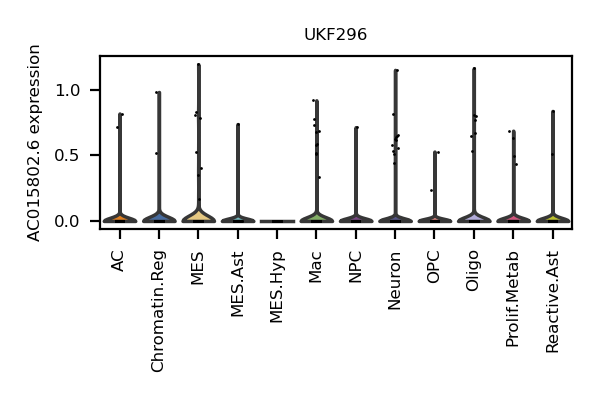 UKF296
AC015802.6 expression
1.0
0.5
0.0
AC
Chromatin.Reg
MES
MES.Ast
MES.Hyp
Mac
NPC
Neuron
OPC
Oligo
Prolif.Metab
Reactive.Ast